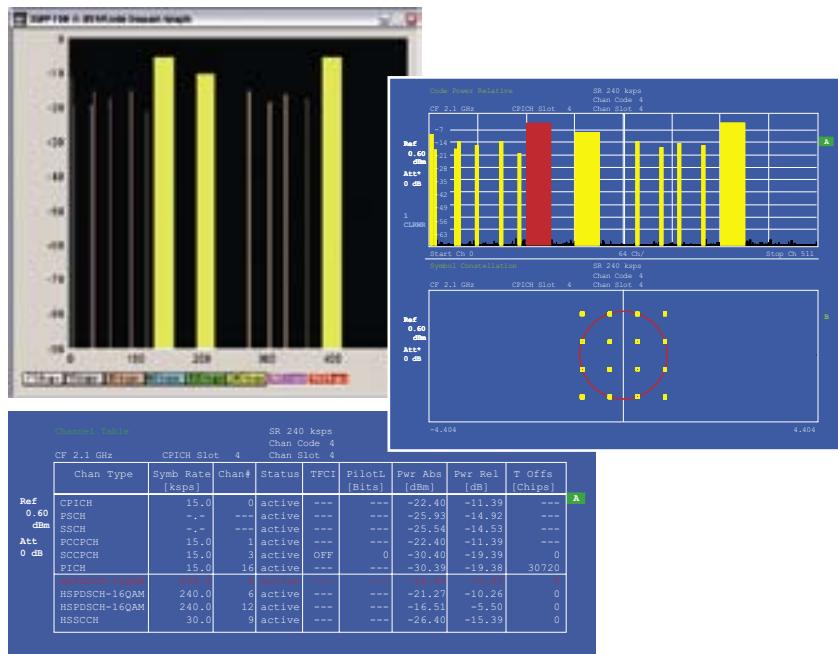 0
-10
-20
-30
-40
-50
-60
-70
-80
-90
0 100 200 300 400
Code Power Relative SR 240 ksps
Chan Code 4
CF 2.1 GHz CPICH Slot 4 Chan Slot 4
Ref
0.60
dBm
Att*
0 dB
1
CLRWR
-7
-14
-21
-28
-35
-42
-49
-56
-63
A
Start Ch 0 64 Ch/ Stop Ch 511
Symbol Constellation SR 240 ksps
Chan Code 4
CF 2.1 GHz CPICH Slot 4 Chan Slot 4
Ref
0.60
dBm
Att*
0 dB
B
-4.404 4.404
Channel Table SR 240 ksps
Chan Code 4
CF 2.1 GHz CPICH Slot 4 Chan Slot 4
Ref
0.60
dBm
Att
0 dB
A
Chan Type Symb Rate Chan# Status TFCI PilotL Pwr Abs Pwr Rel T Offs
[ksps] [Bits] [dBm] [dB] [Chips]
CPICH 15.0 0 active --- --- -22.40 -11.39 ---
PSCH -.- --- active --- --- -25.93 -14.92 ---
SSCH -.- --- active --- --- -25.54 -14.53 ---
PCCPCH 15.0 1 active --- --- -22.40 -11.39 ---
SCCPCH 15.0 3 active OFF 0 -30.40 -19.39 0
PICH 15.0 16 active --- --- -30.39 -19.38 30720
HSPDSCH-16QAM 240.0 6 active --- --- -21.27 -10.26 0
HSPDSCH-16QAM 240.0 12 active --- --- -16.51 -5.50 0
HSSCCH 30.0 9 active --- --- -26.40 -15.39 0